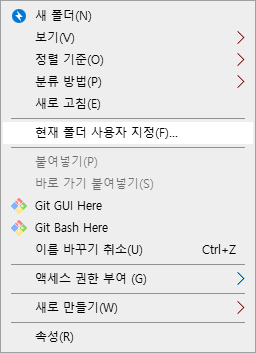 새 폴더(N)
보기(V)
정렬 기준(O)
분류 방법(P)
새로 고침(E)
현재 폴더 사용자 지정(F)...
붙여넣기(P)
바로 가기 붙여넣기(S)
Git GUI Here
Git Bash Here
이름 바꾸기 취소(U) Ctrl+Z
액세스 권한 부여 (G)
새로 만들기(W)
속성(R)